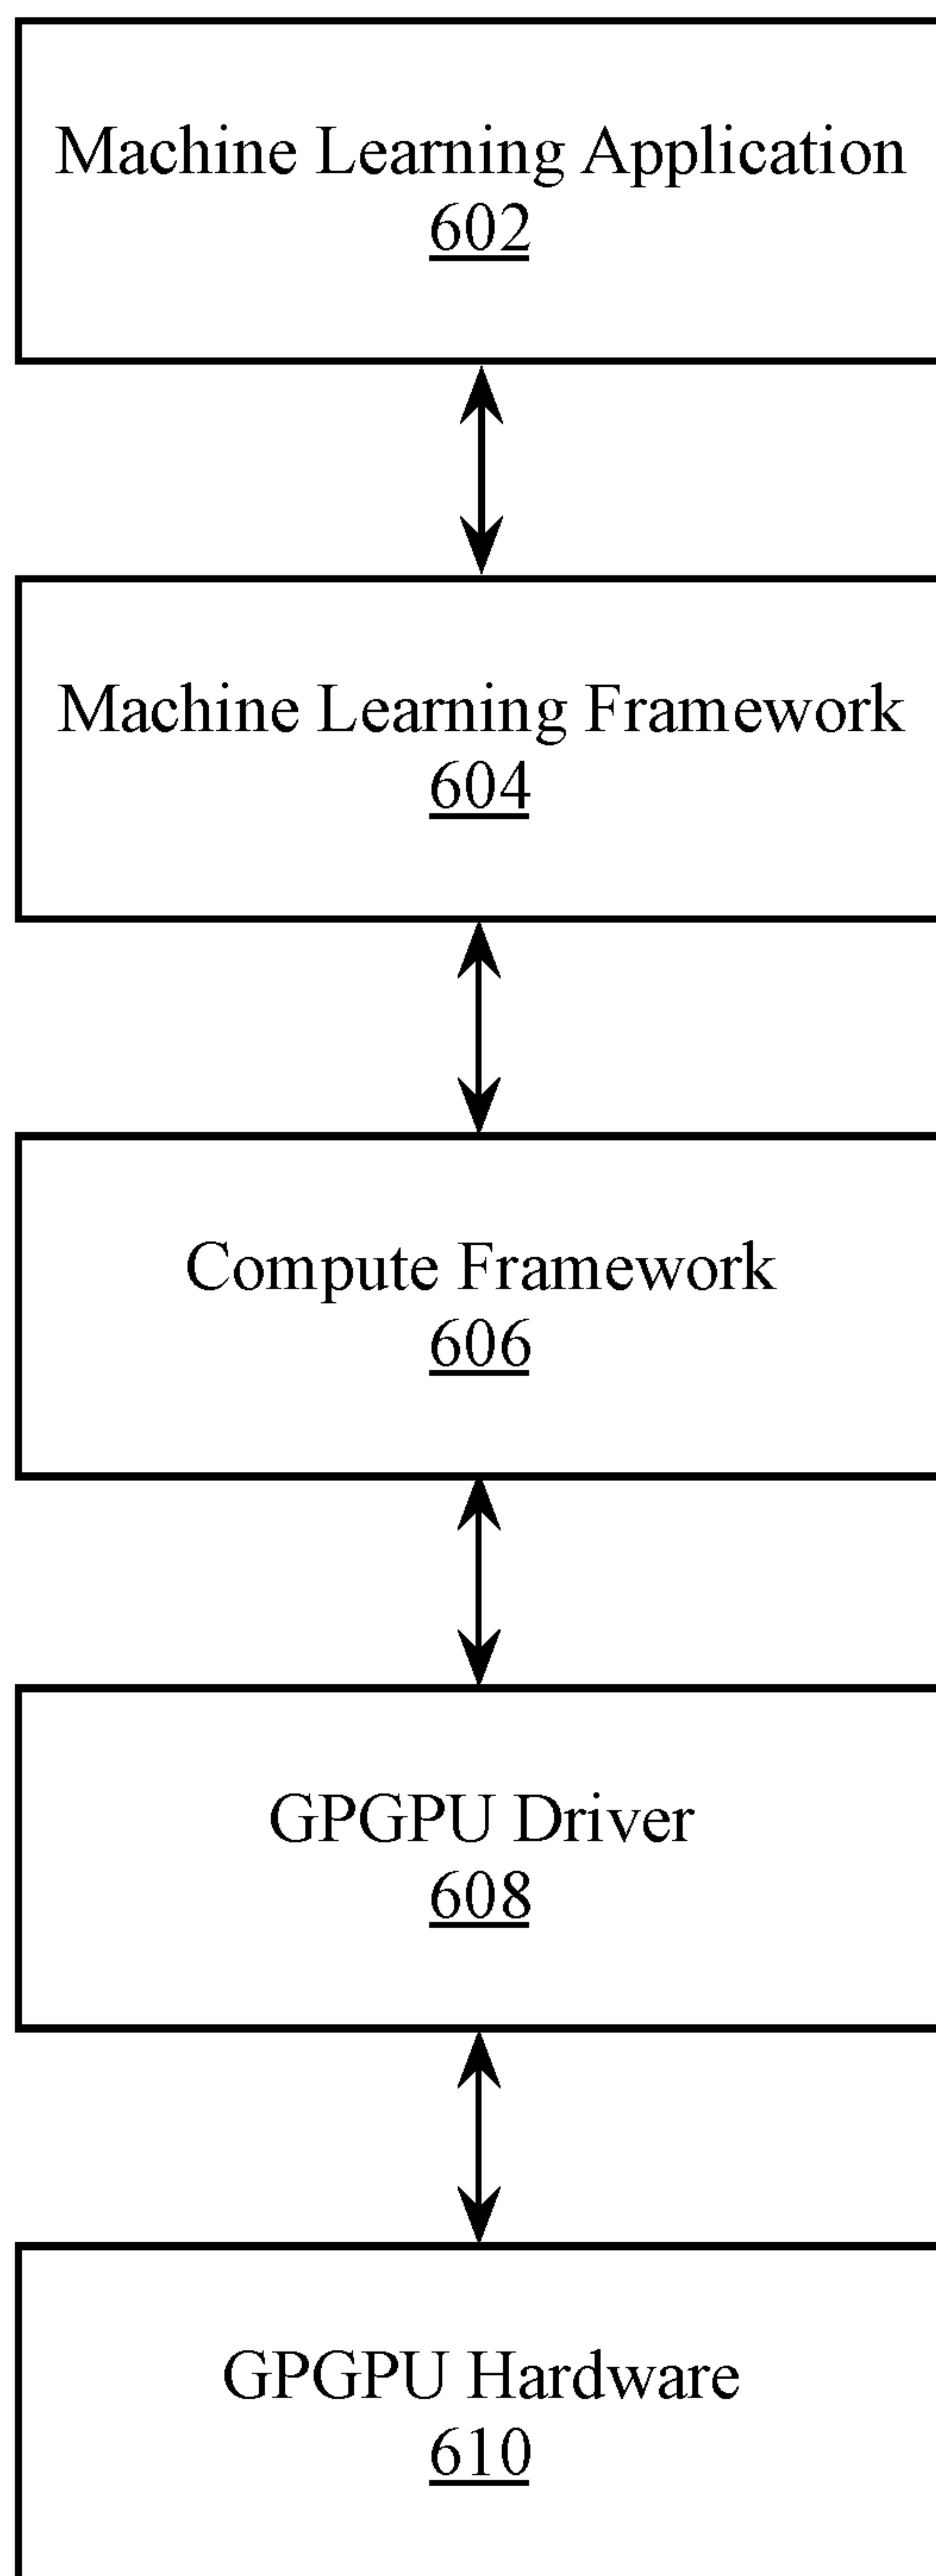 Machine Learning Application
602
Machine Learning Framework
604
Compute Framework
606
GPGPU Driver
608
GPGPU Hardware
610